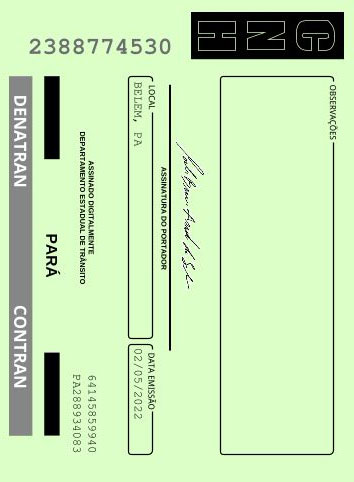 CNH
2388774530
OBSERVAÇÕES
ASSINATURA DO PORTADOR
LOCAL
BELEM, PA
DATA EMISSÃO
02/05/2022
ASSINADO DIGITALMENTE
DEPARTAMENTO ESTADUAL DE TRÂNSITO
64145859940
PA288934083
PARÁ
DENATRAN
CONTRAN